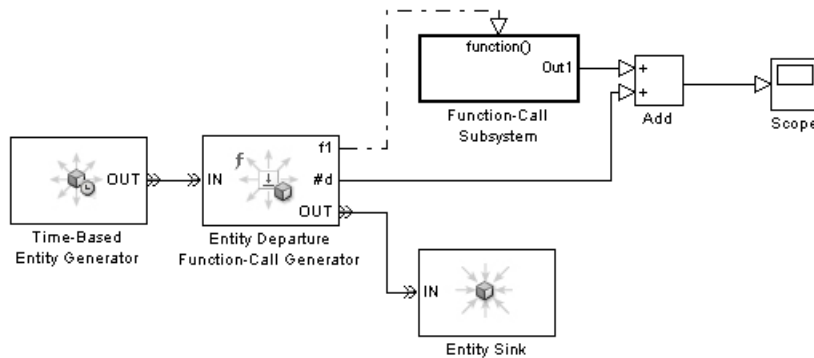 function()
Out1
+
+
Function-Call
Subsystem
Add
Scope
OUT
Time-Based
Entity Generator
IN
f
f1
#d
OUT
Entity Departure
Function-Call Generator
IN
Entity Sink